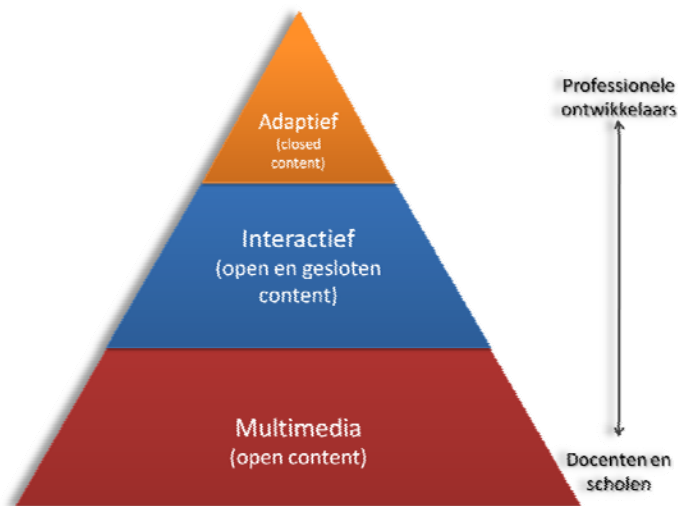 Professionele
ontwikkelaars
Adaptief
(closed
content)
Interactief
(open en gesloten
content)
Multimedia
(open content)
Docenten en
scholen